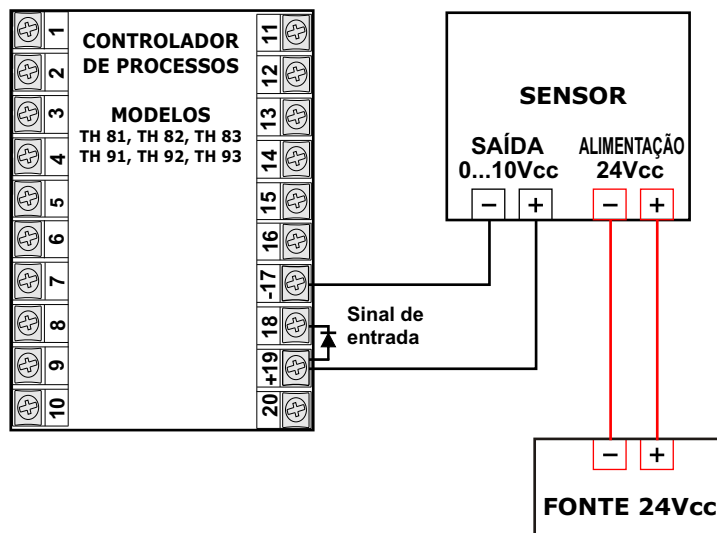 CONTROLADOR
DE PROCESSOS
MODELOS
TH 81, TH 82, TH 83
TH 91, TH 92, TH 93
1
2
3
4
5
6
7
8
9
10
11
12
13
14
15
16
-17
18
+19
20
Sinal de
entrada
SENSOR
SAÍDA
0...10Vcc
ALIMENTAÇÃO
24Vcc
− + − +
− +
FONTE 24Vcc